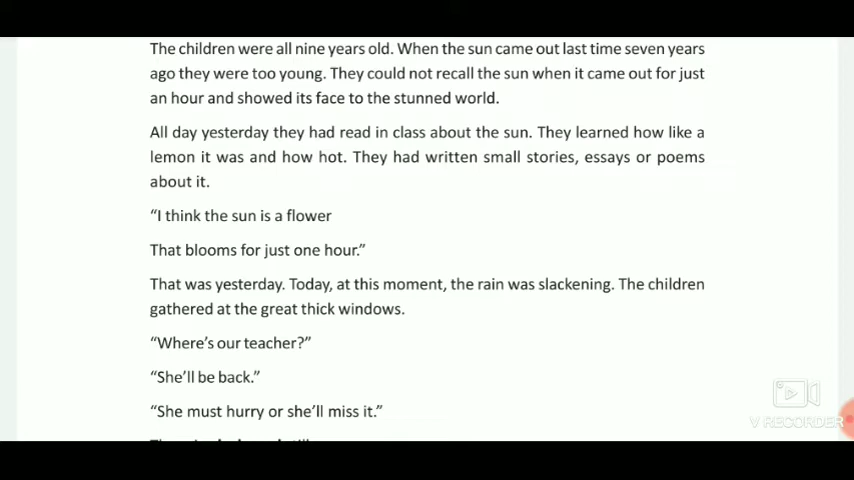 The children were all nine years old. When the sun came out last time seven years
ago they were too young. They could not recall the sun when it came out for just
an hour and showed its face to the stunned world.
All day yesterday they had read in class about the sun. They learned how like a
lemon it was and how hot. They had written small stories, essays or poems
about it.
“I think the sun is a flower
That blooms for just one hour.”
That was yesterday. Today, at this moment, the rain was slackening. The children
gathered at the great thick windows.
“Where’s our teacher?”
“She’ll be back.”
“She must hurry or she’ll miss it.”
V RECORDER